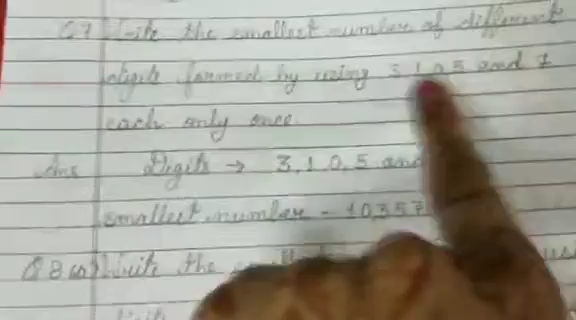 Q7 Write the smallest number of different
digits formed by using 3 1 0 5 and 7
each only once.
Ans Digits → 3, 1, 0, 5 and
smallest number - 10357
Q8 (a) Write the